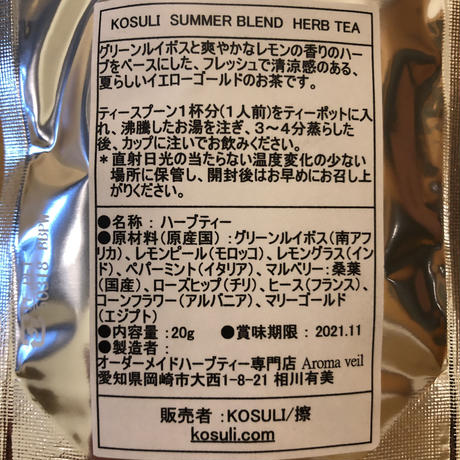 KOSULI SUMMER BLEND HERB TEA
グリーンルイボスと爽やかなレモンの香りのハー
ブをベースにした、フレッシュで清涼感のある、
夏らしいイエローゴールドのお茶です。
ティースプーン1杯分(1人前)をティーポットに入
れ、沸騰したお湯を注ぎ、3～4分蒸らした
後、カップに注いでお飲みください。
＊直射日光の当たらない温度変化の少ない
場所に保管し、開封後はお早めにお召し上
がりください。
●名称：ハーブティー
●原材料（原産国）：グリーンルイボス(南アフ
リカ)、レモンピール(モロッコ)、レモングラス(イン
ド)、ペパーミント(イタリア)、マルベリー:桑葉
(国産)、ローズヒップ(チリ)、ヒース(フランス)、
コーンフラワー(アルバニア)、マリーゴールド
(エジプト)
●内容量：20g ●賞味期限：2021.11
●製造者：
オーダーメイドハーブティー専門店 Aroma veil
愛知県岡崎市大西1-8-21 相川有美
販売者：KOSULI/擦
kosuli.com